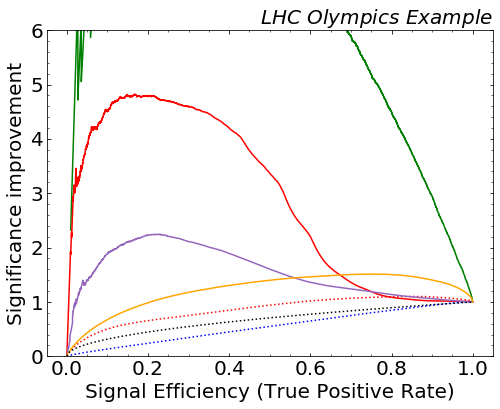 LHC Olympics Example
6
5
4
3
2
1
0
Significance improvement
0.0 0.2 0.4 0.6 0.8 1.0
Signal Efficiency (True Positive Rate)